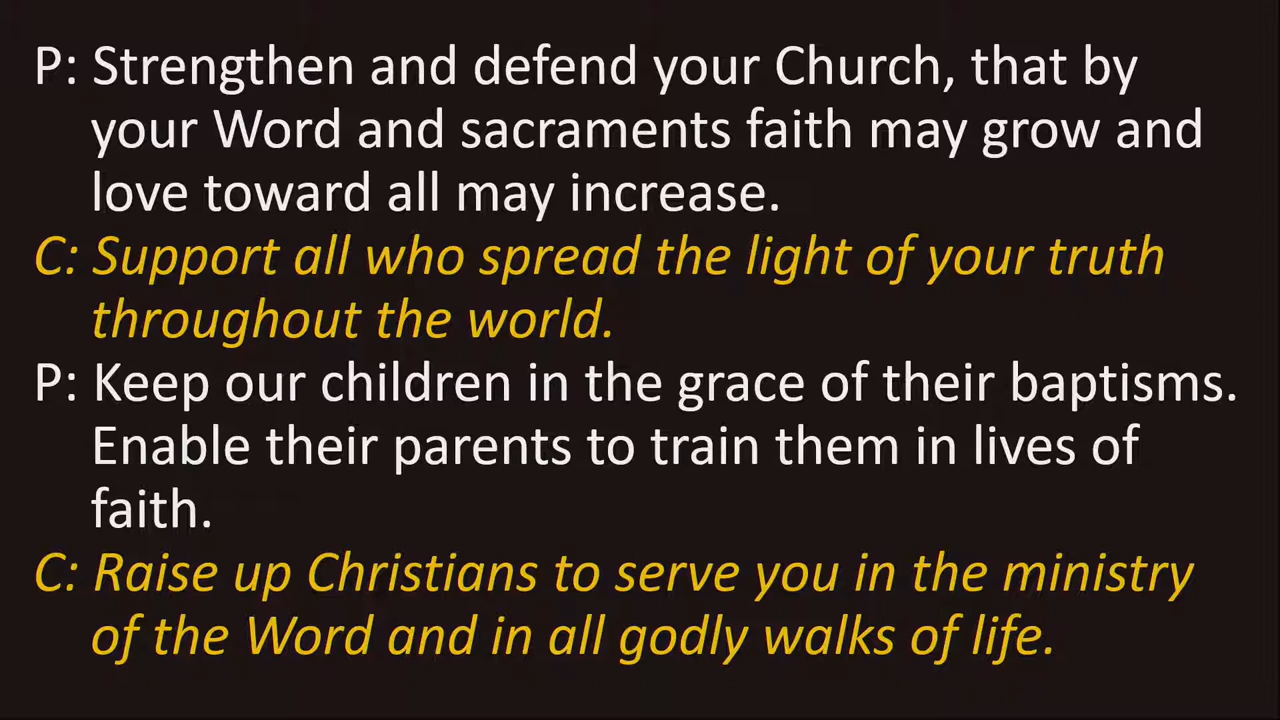 P: Strengthen and defend your Church, that by
your Word and sacraments faith may grow and
love toward all may increase.
C: Support all who spread the light of your truth
throughout the world.
P: Keep our children in the grace of their baptisms.
Enable their parents to train them in lives of
faith.
C: Raise up Christians to serve you in the ministry
of the Word and in all godly walks of life.